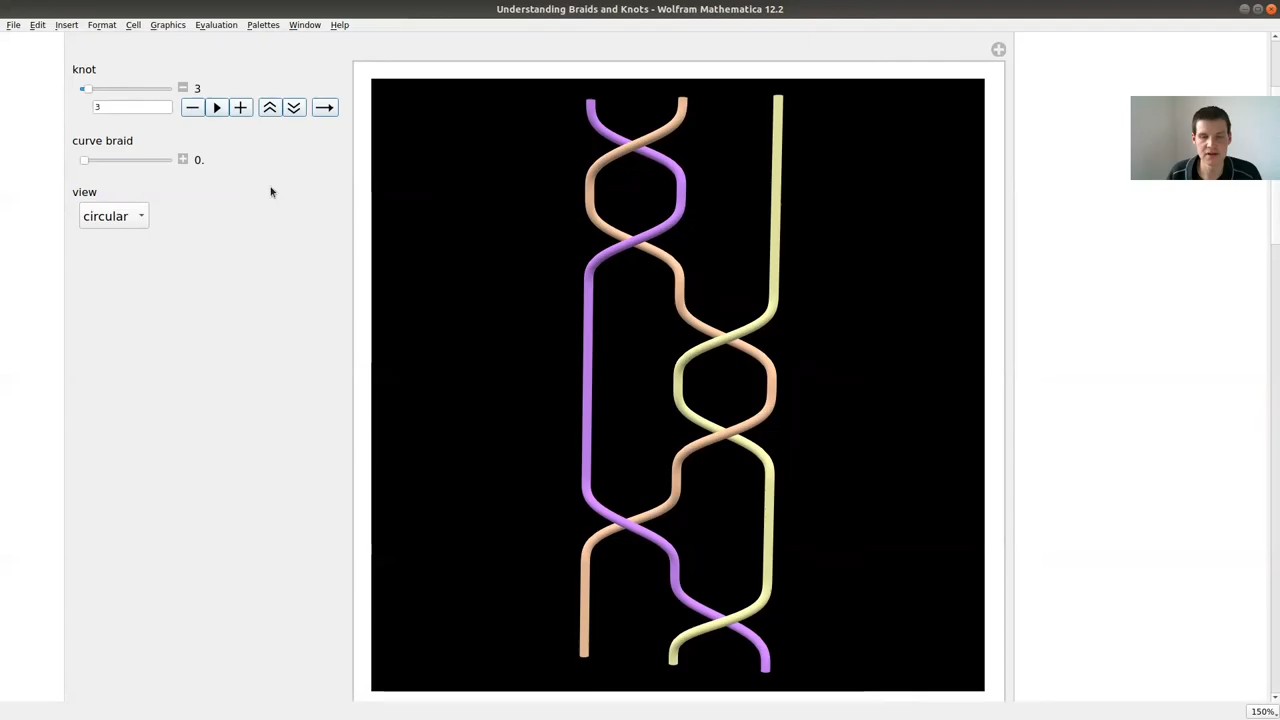 Understanding Braids and Knots - Wolfram Mathematica 12.2
File Edit Insert Format Cell Graphics Evaluation Palettes Window Help
knot
3
3
curve braid
0.
view
circular
150%